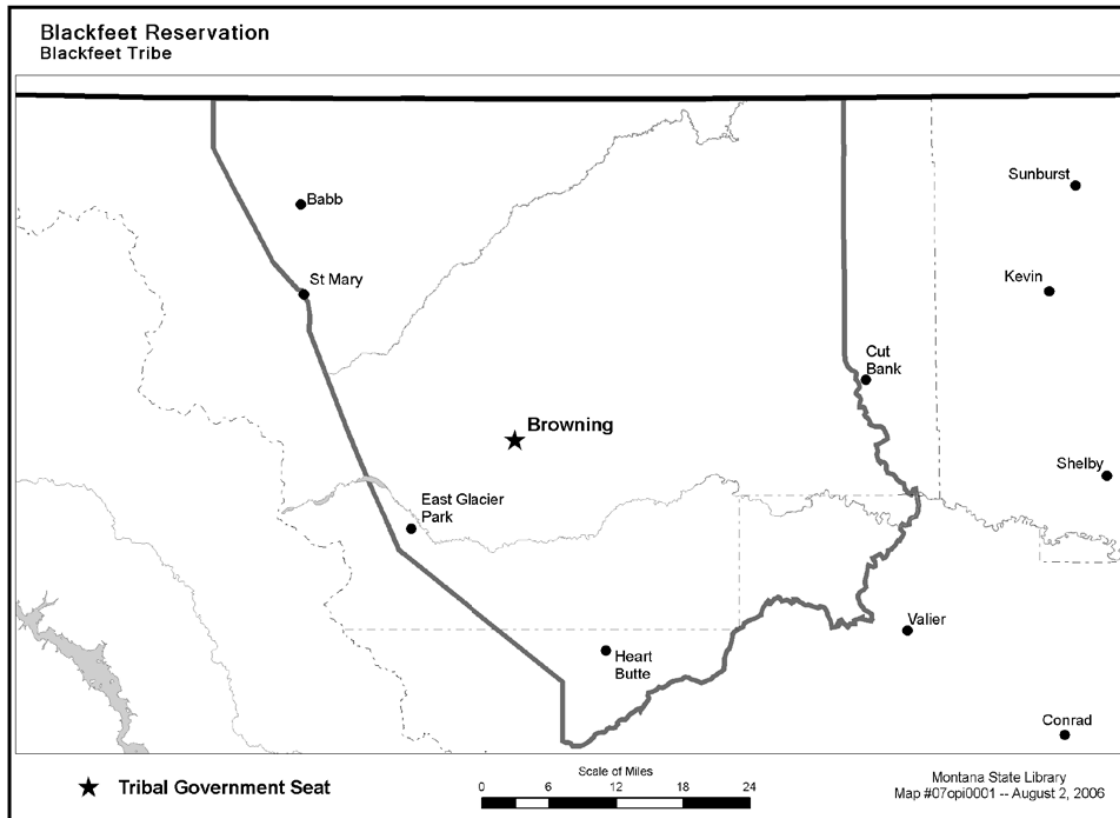 Blackfeet Reservation
Blackfeet Tribe
Sunburst
Babb
St Mary
Kevin
Cut
Bank
Browning
Shelby
East Glacier
Park
Valier
Heart
Butte
Conrad
★ Tribal Government Seat
Scale of Miles
0 6 12 18 24
Montana State Library
Map #07opi0001 -- August 2, 2006